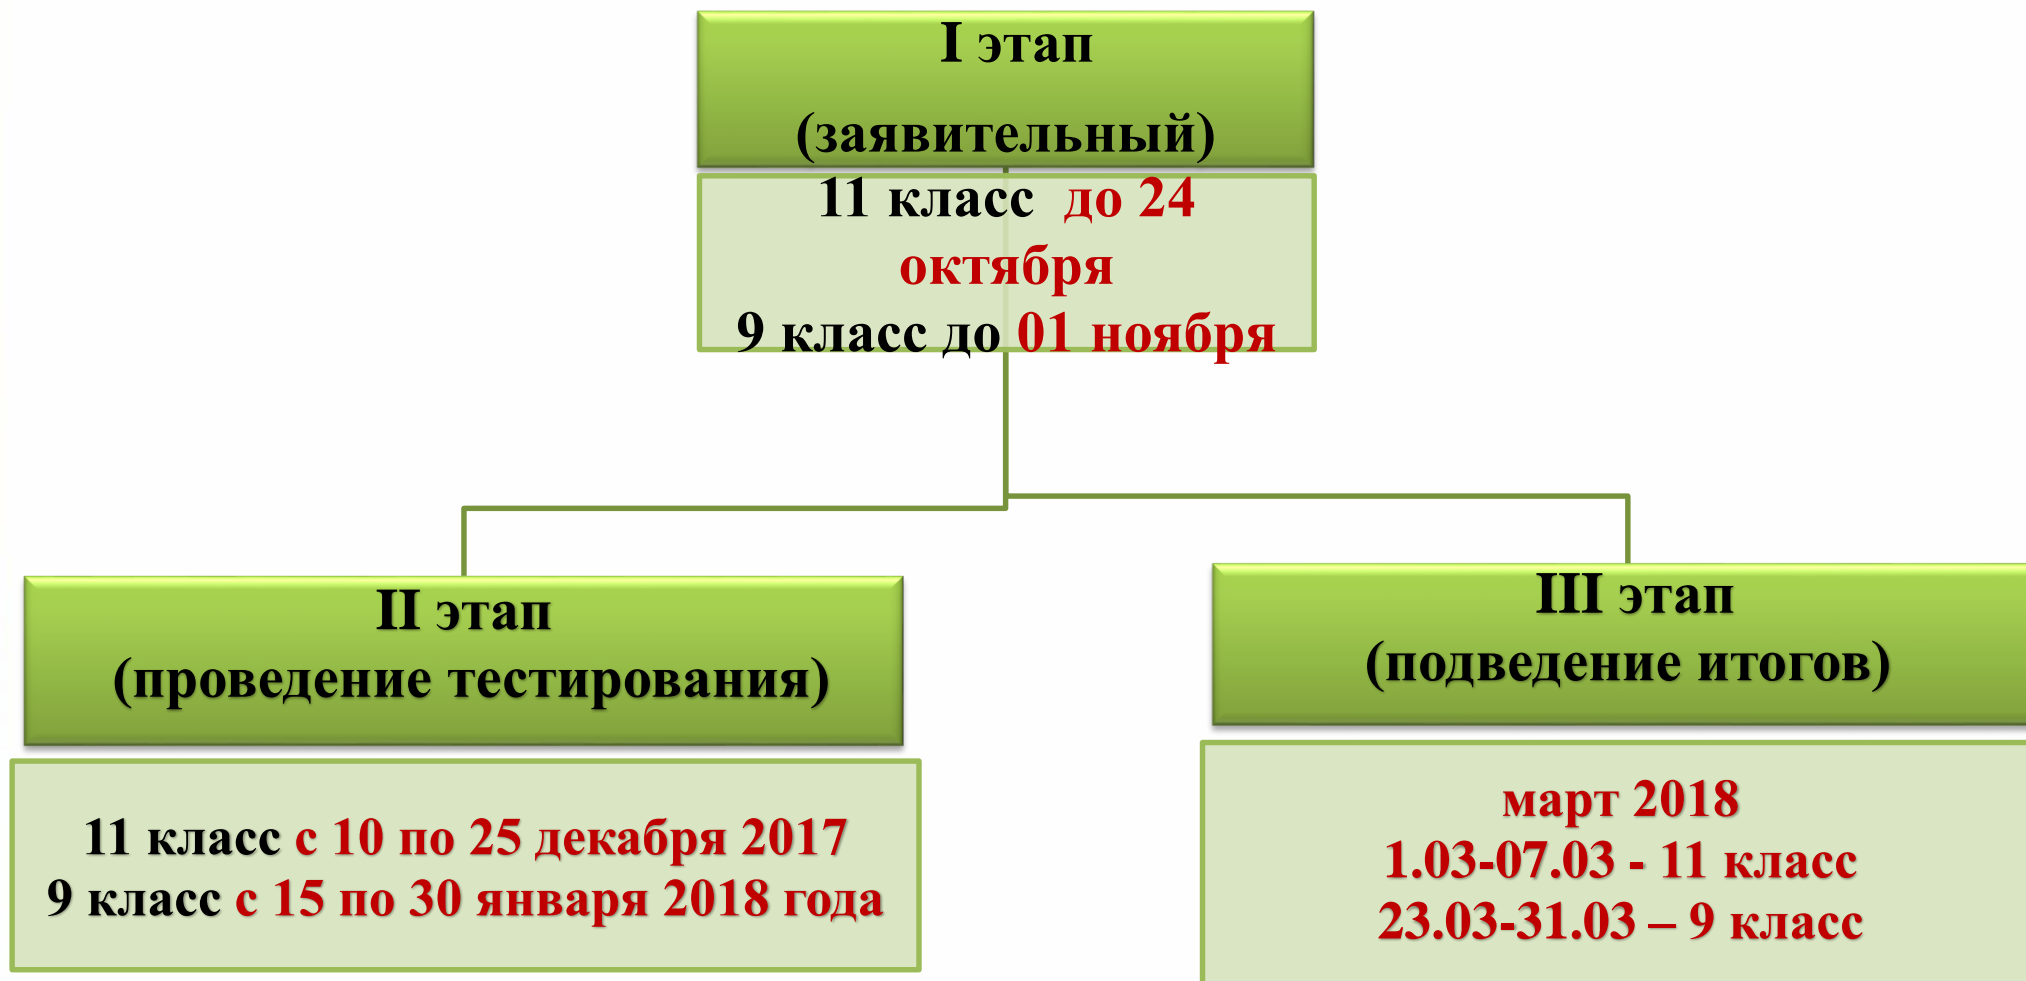 I этап
(заявительный)
11 класс до 24
октября
9 класс до 01 ноября
II этап
(проведение тестирования)
11 класс с 10 по 25 декабря 2017
9 класс с 15 по 30 января 2018 года
III этап
(подведение итогов)
март 2018
1.03-07.03 - 11 класс
23.03-31.03 – 9 класс